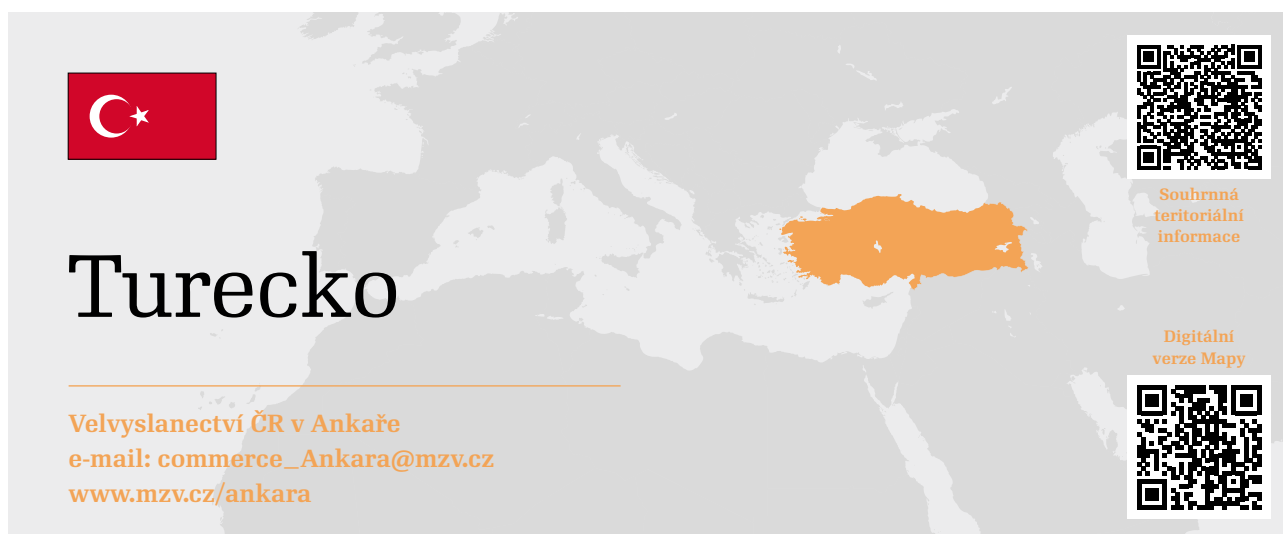 Turecko
Velvyslanectví ČR v Ankaře
e-mail: commerce_Ankara@mzv.cz
www.mzv.cz/ankara
Souhrnná
teritoriální
informace
Digitální
verze Mapy